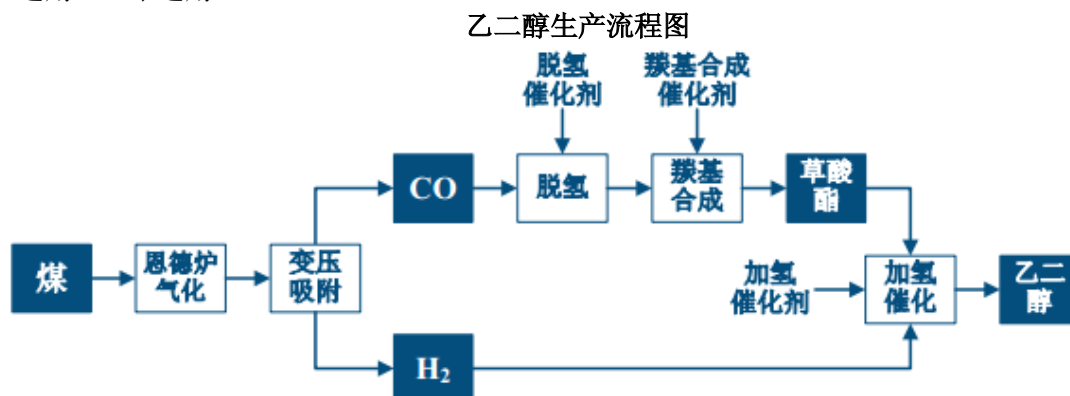 乙二醇生产流程图
脱氢
催化剂
羰基合成
催化剂
CO
脱氢
羰基
合成
草酸
酯
煤
恩德炉
气化
变压
吸附
加氢
催化剂
加氢
催化
乙二
醇
H₂